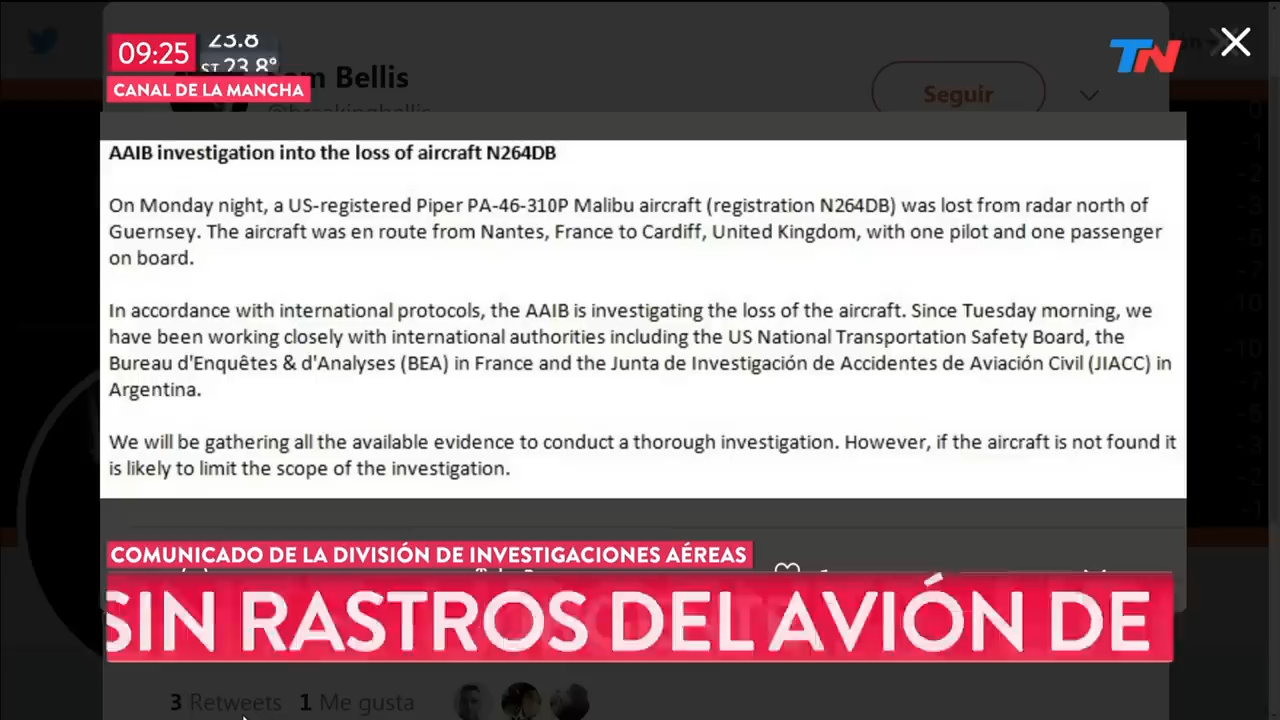 09:25
23.8
ST 23.8°
TN
CANAL DE LA MANCHA
Bellis
Seguir
AAIB investigation into the loss of aircraft N264DB
On Monday night, a US-registered Piper PA-46-310P Malibu aircraft (registration N264DB) was lost from radar north of
Guernsey. The aircraft was en route from Nantes, France to Cardiff, United Kingdom, with one pilot and one passenger
on board.
In accordance with international protocols, the AAIB is investigating the loss of the aircraft. Since Tuesday morning, we
have been working closely with international authorities including the US National Transportation Safety Board, the
Bureau d'Enquêtes & d'Analyses (BEA) in France and the Junta de Investigación de Accidentes de Aviación Civil (JIACC) in
Argentina.
We will be gathering all the available evidence to conduct a thorough investigation. However, if the aircraft is not found it
is likely to limit the scope of the investigation.
COMUNICADO DE LA DIVISIÓN DE INVESTIGACIONES AÉREAS
SIN RASTROS DEL AVIÓN DE
3 Retweets 1 Me gusta